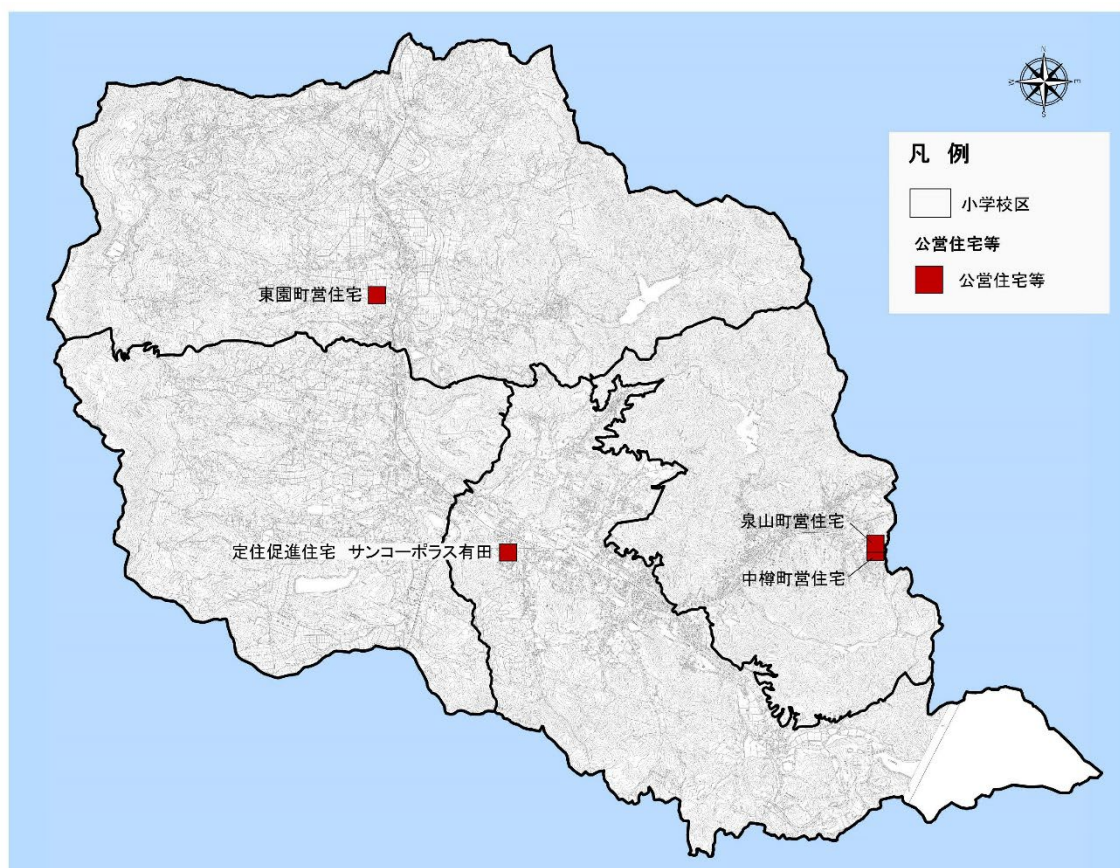 N
W
E
S
凡 例
小学校区
公営住宅等
公営住宅等
東園町営住宅
泉山町営住宅
定住促進住宅 サンコーポラス有田
中樽町営住宅